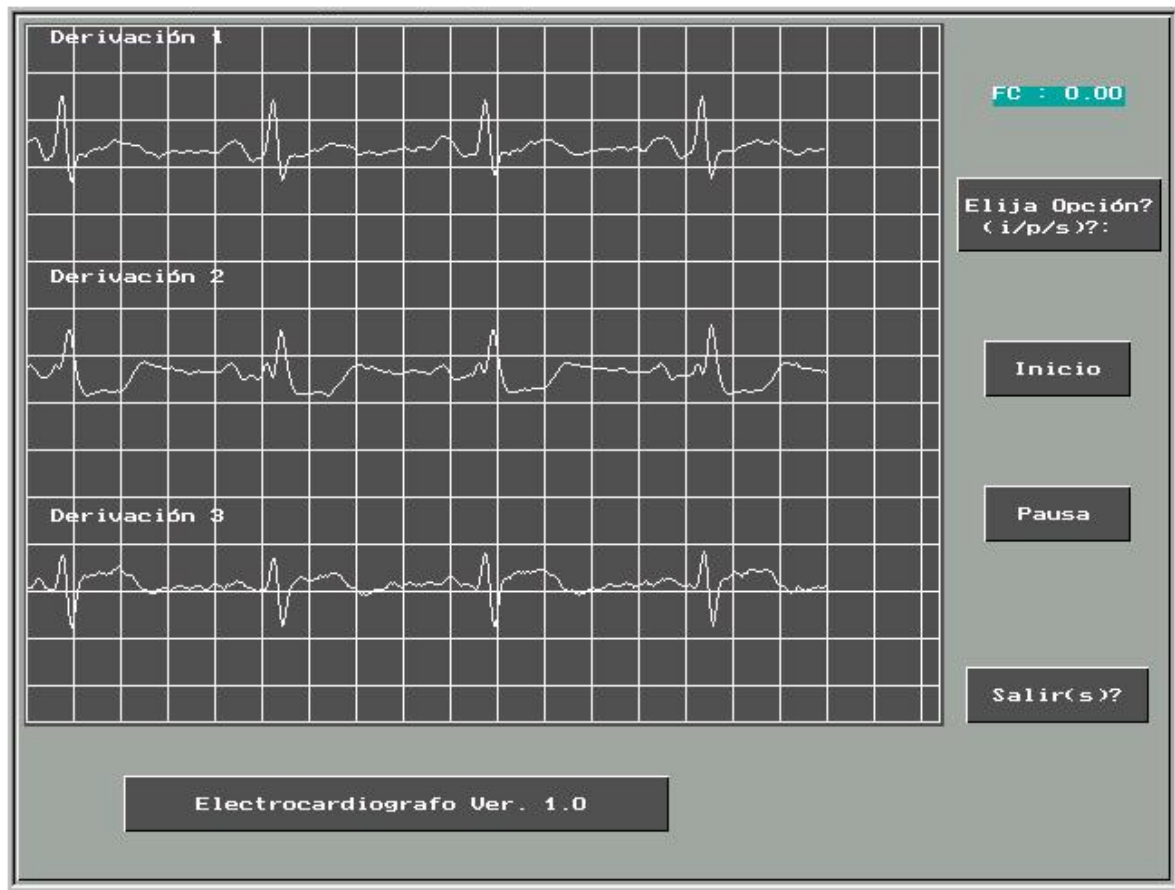 Derivación 1
FC : 0.00
Elija Opción?
(i/p/s)?:
Derivación 2
Inicio
Derivación 3
Pausa
Salir(s)?
Electrocardiografo Ver. 1.0